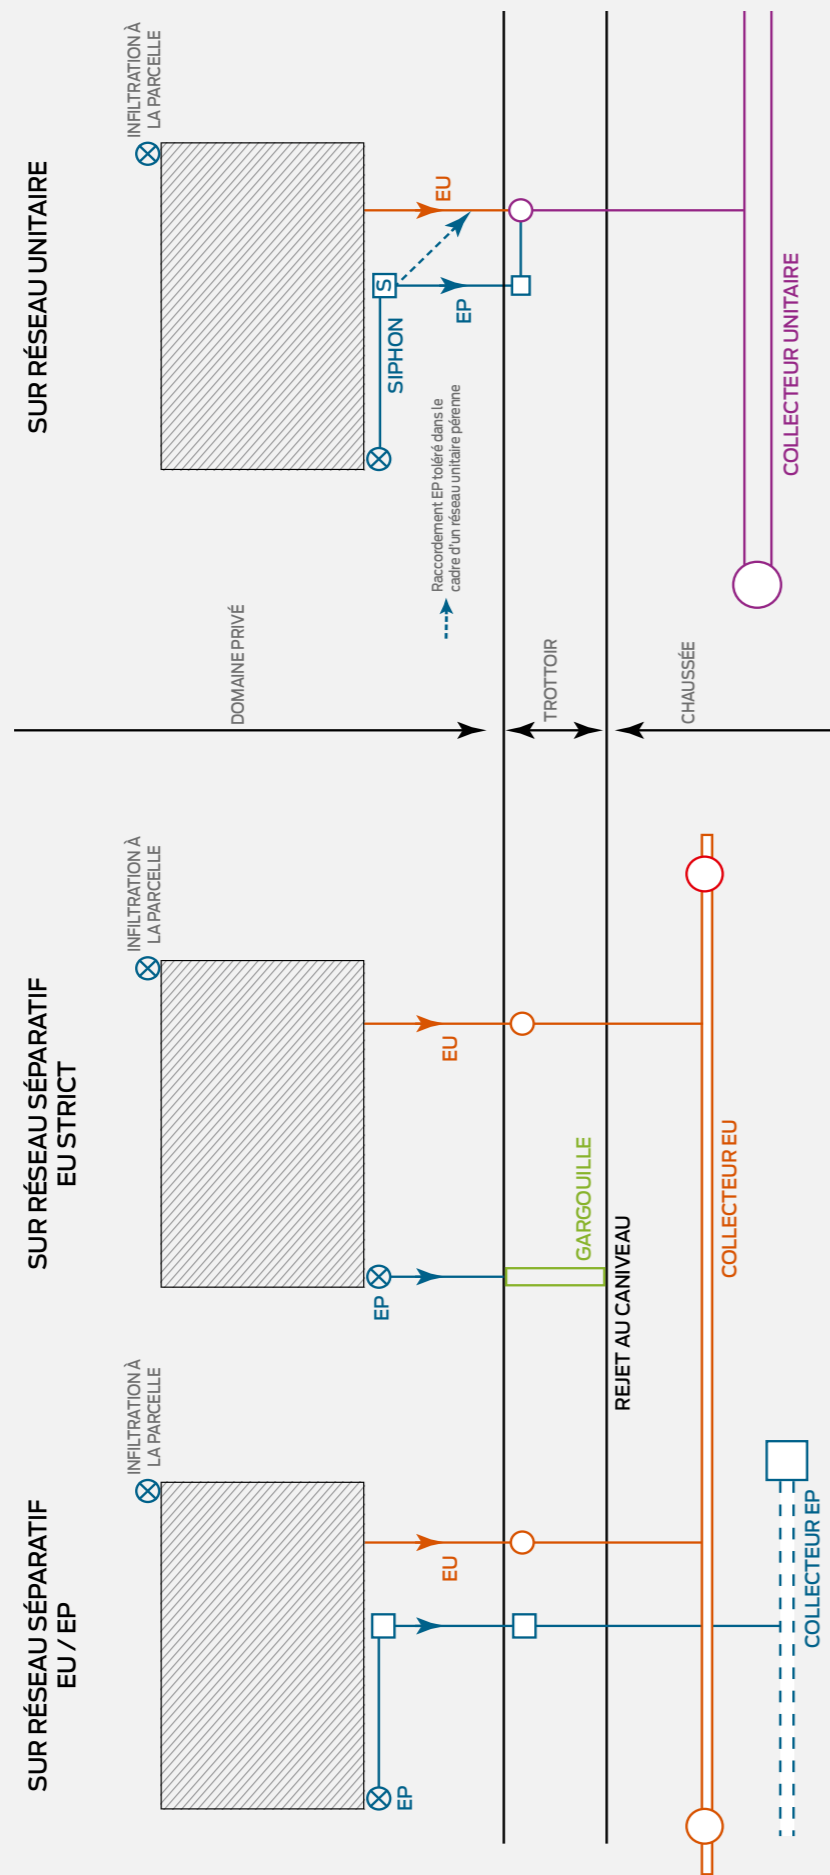 SUR RÉSEAU SÉPARATIF
EU / EP
INFILTRATION À
LA PARCELLE
EP
EU
COLLECTEUR EP
SUR RÉSEAU SÉPARATIF
EU STRICT
INFILTRATION À
LA PARCELLE
EP
EU
GARGOUILLE
REJET AU CANIVEAU
COLLECTEUR EU
DOMAINE PRIVÉ
TROTTOIR
CHAUSSÉE
SUR RÉSEAU UNITAIRE
INFILTRATION À
LA PARCELLE
SIPHON
S
EP
EU
Raccordement EP toléré dans le
cadre d'un réseau unitaire pérenne
COLLECTEUR UNITAIRE